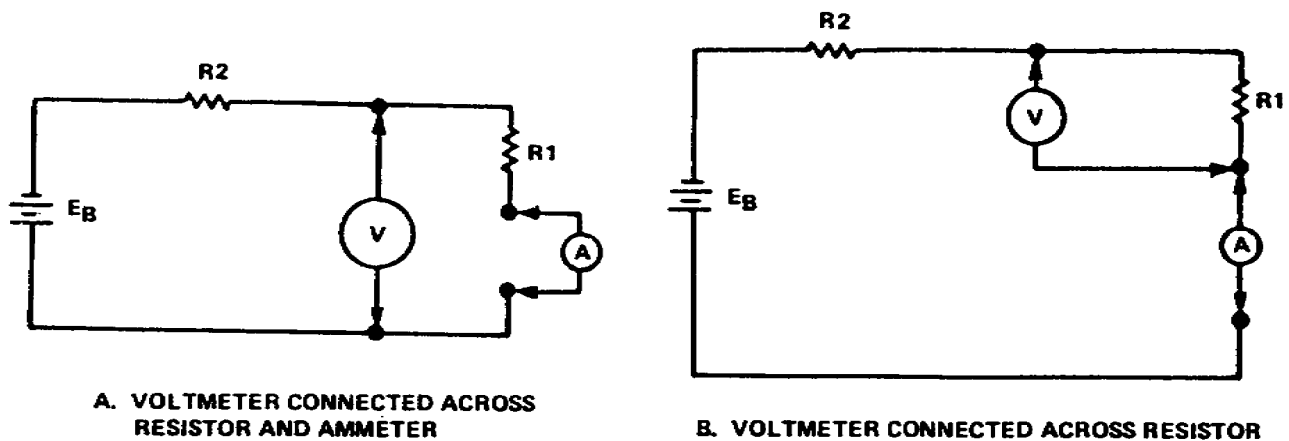 R2
V
R1
A
EB
A. VOLTMETER CONNECTED ACROSS
RESISTOR AND AMMETER
R2
V
R1
A
EB
B. VOLTMETER CONNECTED ACROSS RESISTOR